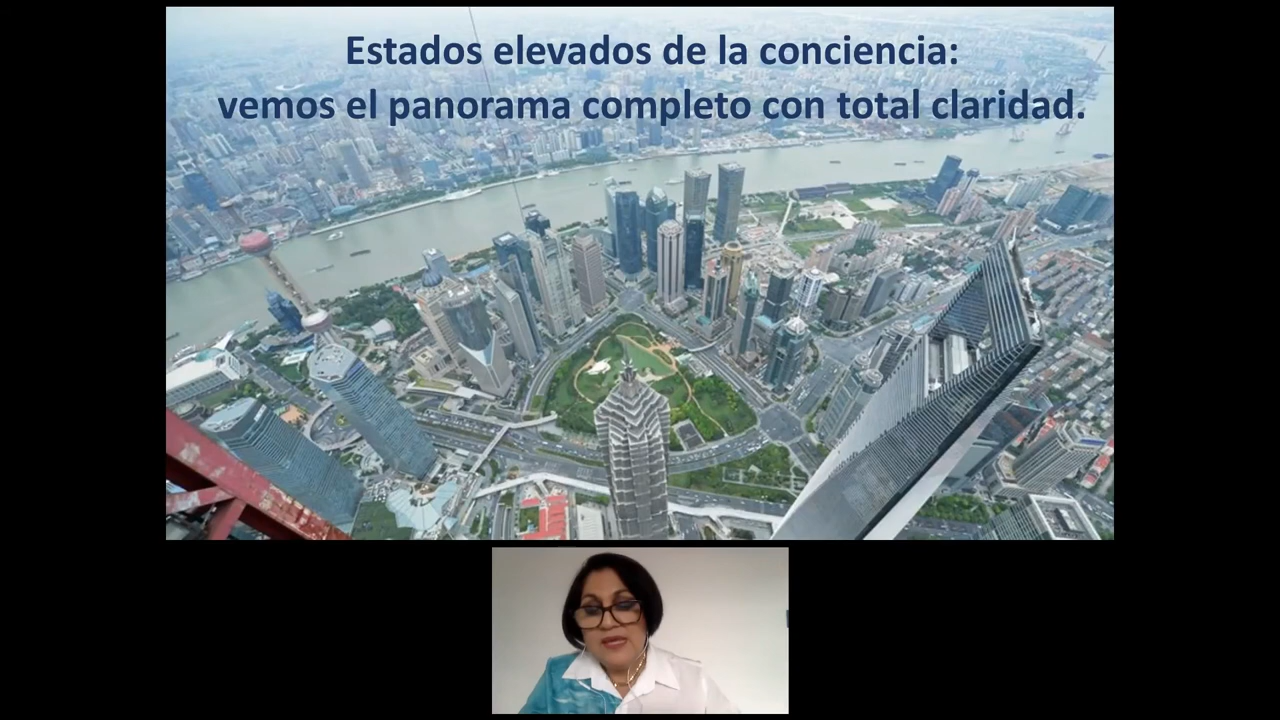 Estados elevados de la conciencia:
vemos el panorama completo con total claridad.